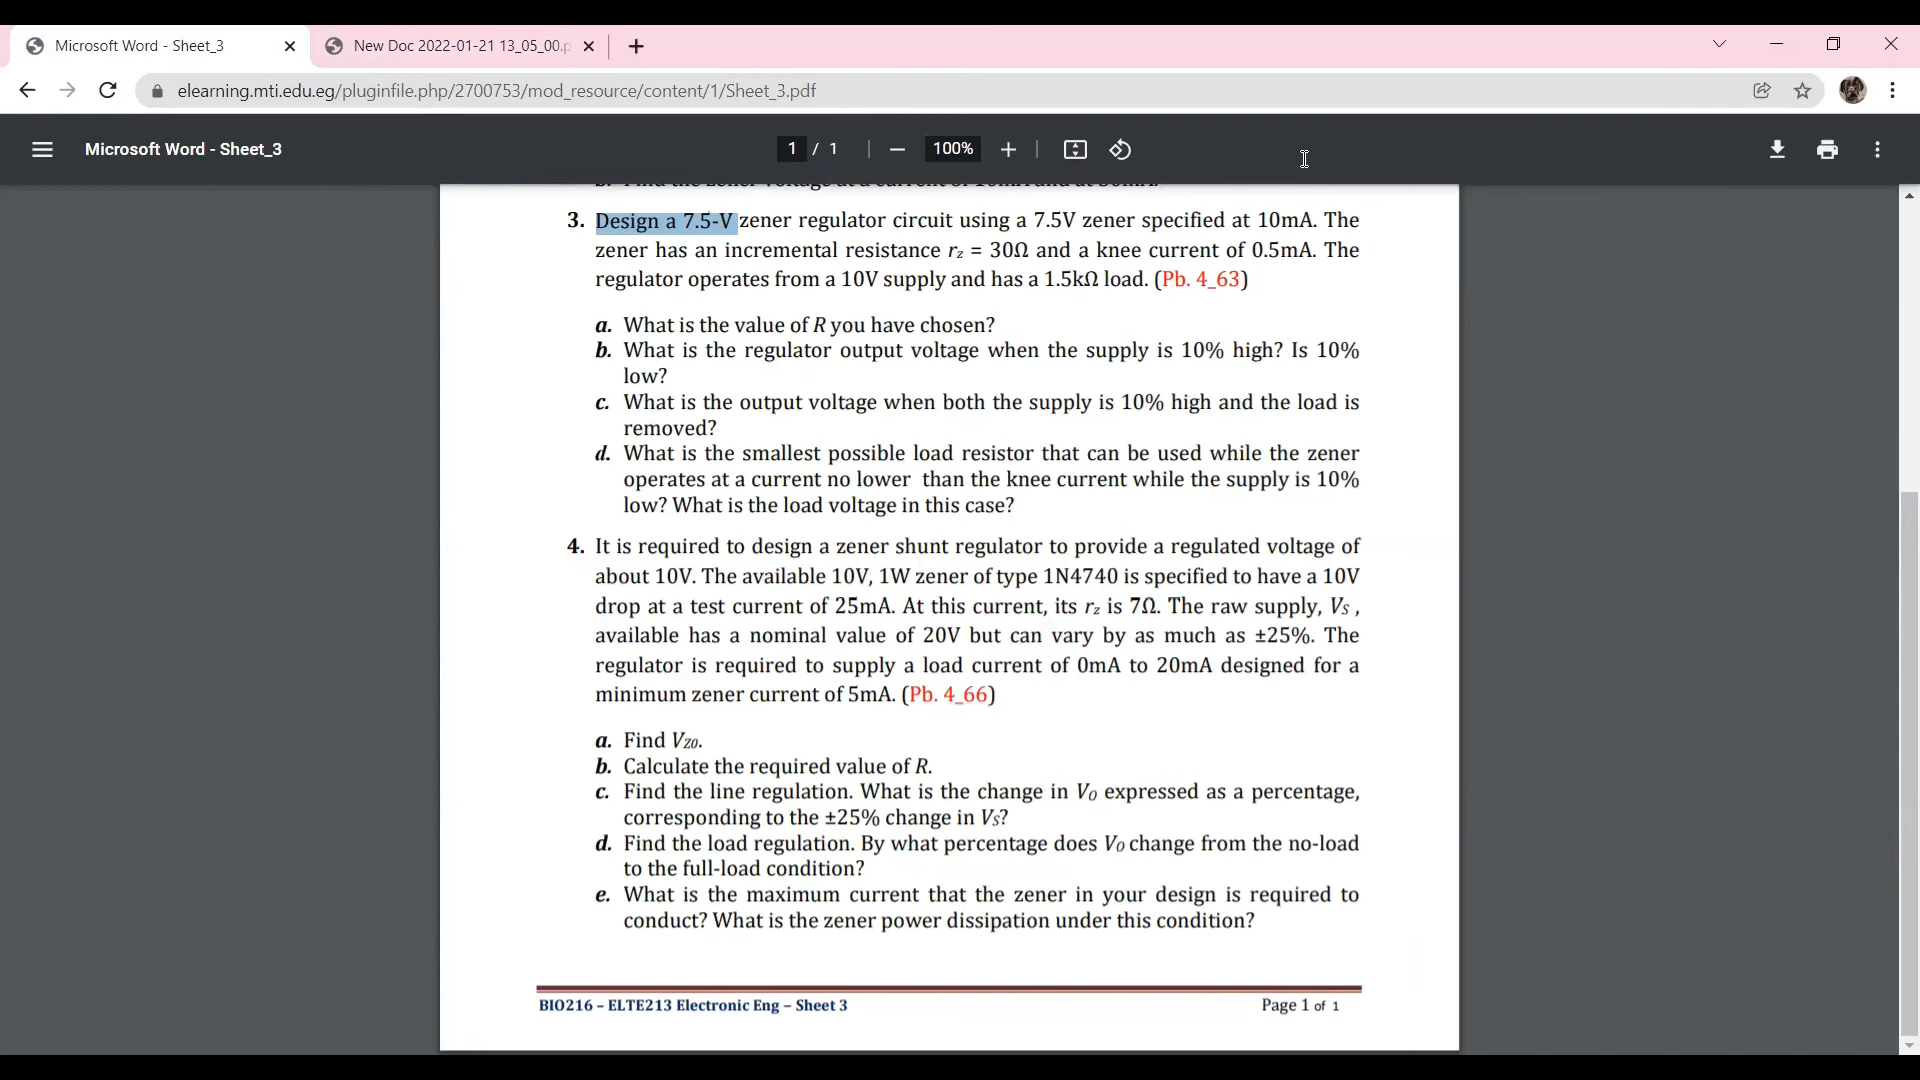 Microsoft Word - Sheet_3
New Doc 2022-01-21 13_05_00.p
elearning.mti.edu.eg/pluginfile.php/2700753/mod_resource/content/1/Sheet_3.pdf
Microsoft Word - Sheet_3
1 / 1
100%
3. Design a 7.5-V zener regulator circuit using a 7.5V zener specified at 10mA. The
zener has an incremental resistance rz = 30Ω and a knee current of 0.5mA. The
regulator operates from a 10V supply and has a 1.5kΩ load. (Pb. 4_63)
a. What is the value of R you have chosen?
b. What is the regulator output voltage when the supply is 10% high? Is 10%
low?
c. What is the output voltage when both the supply is 10% high and the load is
removed?
d. What is the smallest possible load resistor that can be used while the zener
operates at a current no lower than the knee current while the supply is 10%
low? What is the load voltage in this case?
4. It is required to design a zener shunt regulator to provide a regulated voltage of
about 10V. The available 10V, 1W zener of type 1N4740 is specified to have a 10V
drop at a test current of 25mA. At this current, its rz is 7Ω. The raw supply, VS ,
available has a nominal value of 20V but can vary by as much as ±25%. The
regulator is required to supply a load current of 0mA to 20mA designed for a
minimum zener current of 5mA. (Pb. 4_66)
a. Find VZ0.
b. Calculate the required value of R.
c. Find the line regulation. What is the change in VO expressed as a percentage,
corresponding to the ±25% change in VS?
d. Find the load regulation. By what percentage does VO change from the no-load
to the full-load condition?
e. What is the maximum current that the zener in your design is required to
conduct? What is the zener power dissipation under this condition?
BIO216 – ELTE213 Electronic Eng – Sheet 3
Page 1 of 1